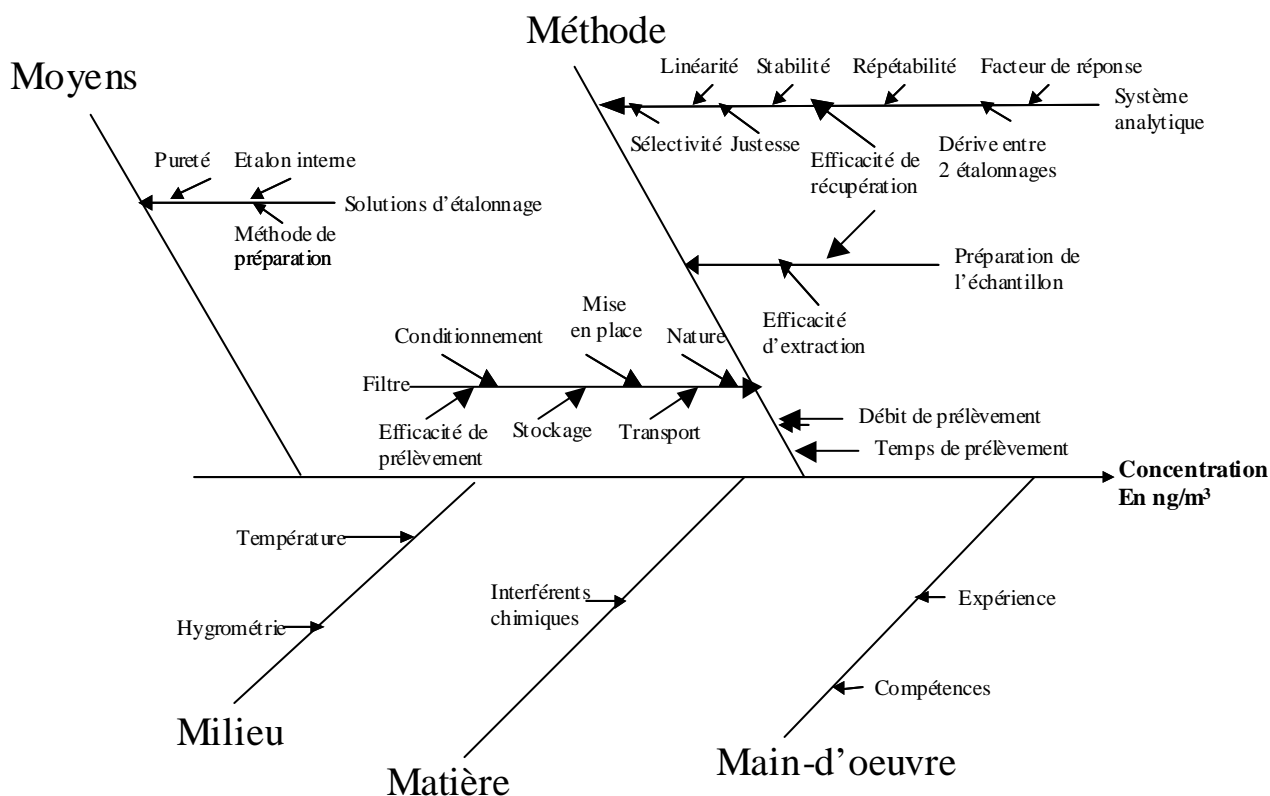 Méthode
Moyens
Linéarité Stabilité Répétabilité Facteur de réponse
Système
analytique
Sélectivité Justesse
Efficacité de
récupération
Dérive entre
2 étalonnages
Pureté Etalon interne
Solutions d'étalonnage
Méthode de
préparation
Préparation de
l'échantillon
Efficacité
d'extraction
Mise
en place
Conditionnement
Nature
Filtre
Efficacité de
prélèvement
Stockage
Transport
Débit de prélèvement
Temps de prélèvement
Concentration
En ng/m³
Température
Interférents
chimiques
Expérience
Hygrométrie
Compétences
Milieu
Matière
Main-d'oeuvre